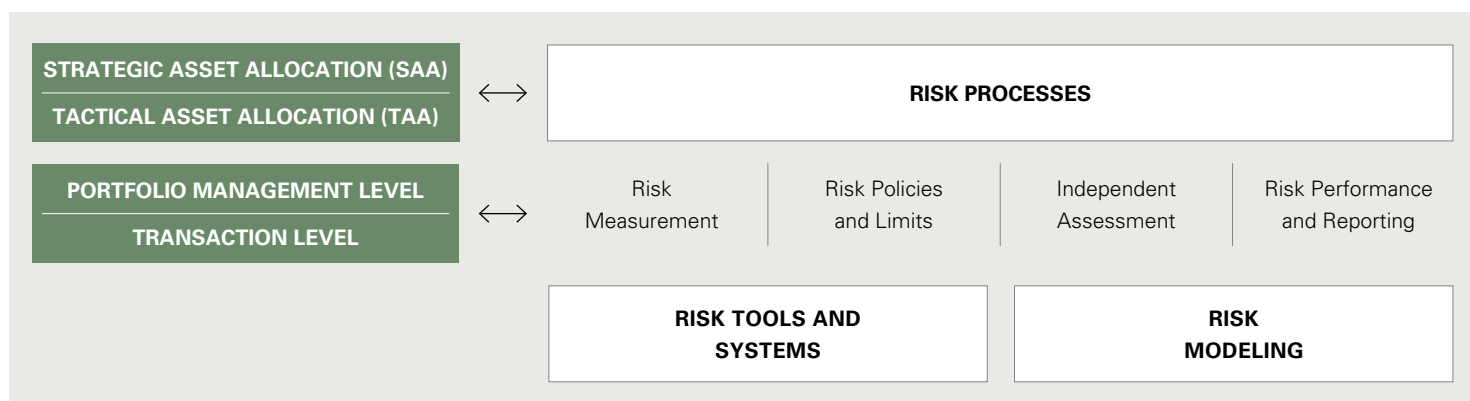 STRATEGIC ASSET ALLOCATION (SAA)
TACTICAL ASSET ALLOCATION (TAA)
RISK PROCESSES
PORTFOLIO MANAGEMENT LEVEL
TRANSACTION LEVEL
Risk
Measurement
Risk Policies
and Limits
Independent
Assessment
Risk Performance
and Reporting
RISK TOOLS AND
SYSTEMS
RISK
MODELING